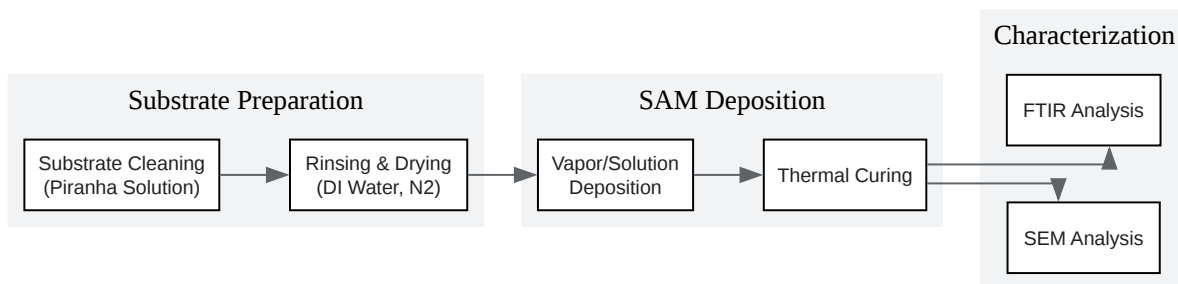 Characterization
Substrate Preparation
SAM Deposition
FTIR Analysis
Substrate Cleaning
(Piranha Solution)
Rinsing & Drying
(DI Water, N2)
Vapor/Solution
Deposition
Thermal Curing
SEM Analysis